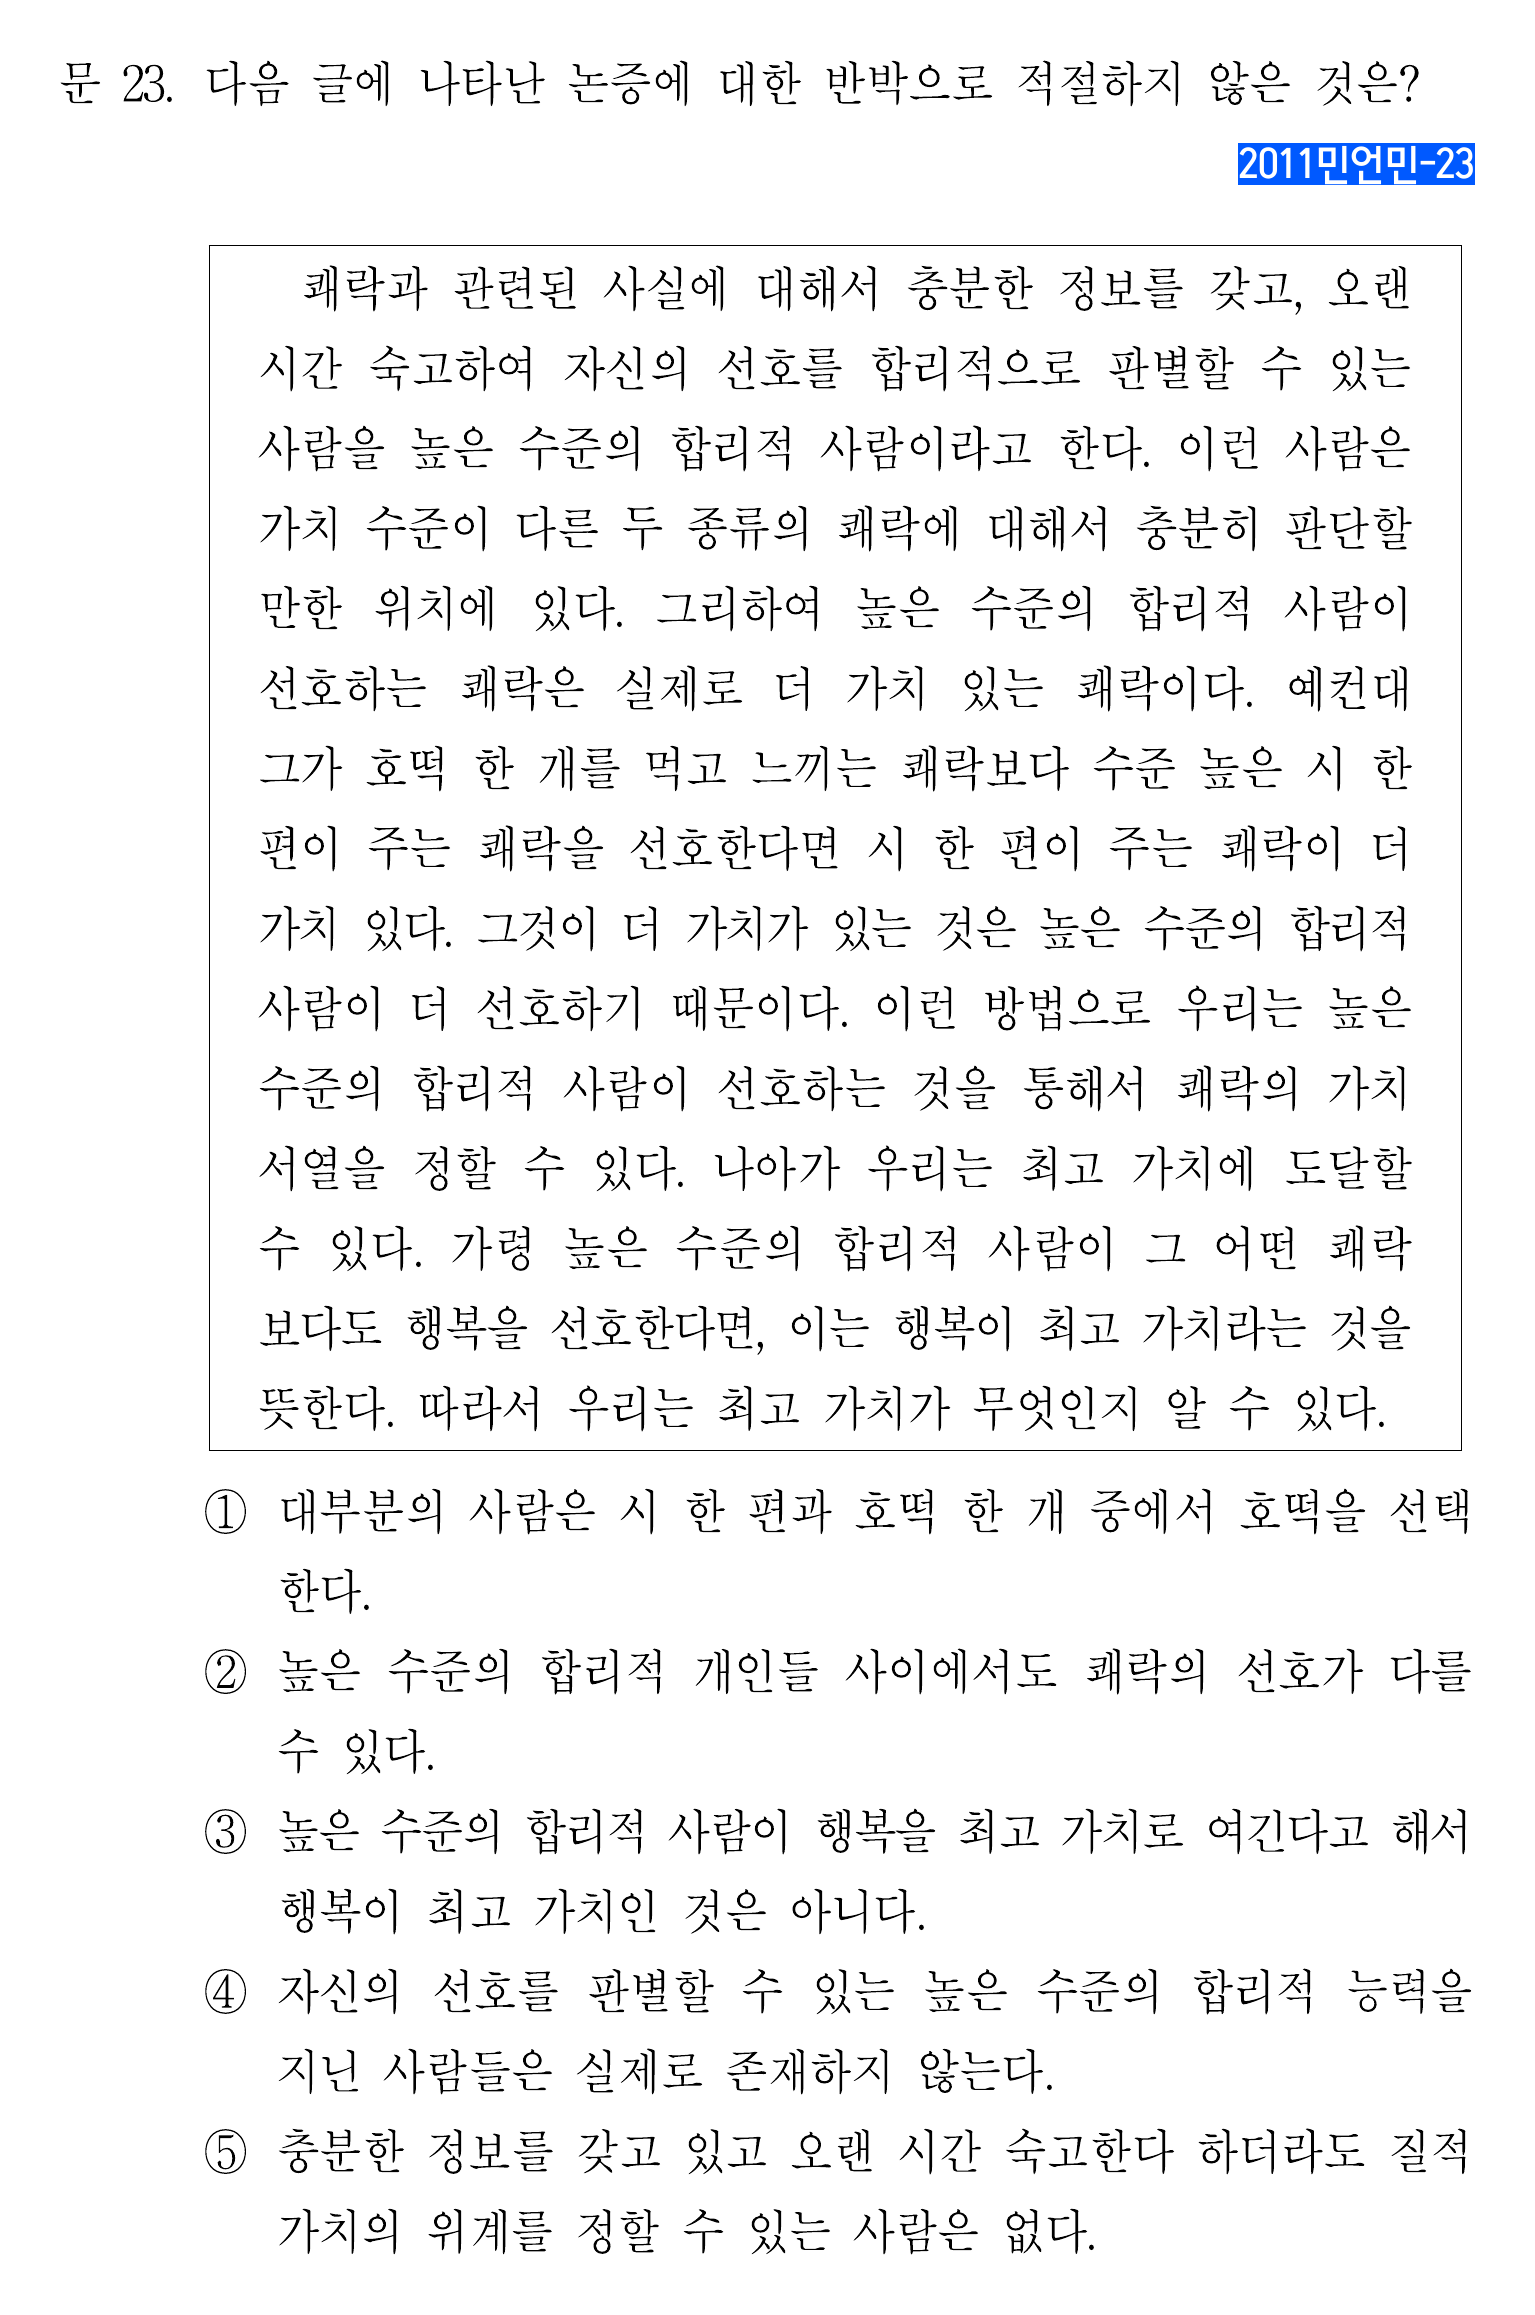 문 23. 다음 글에 나타난 논증에 대한 반박으로 적절하지 않은 것은?
2011민언민-23
쾌락과 관련된 사실에 대해서 충분한 정보를 갖고, 오랜
시간 숙고하여 자신의 선호를 합리적으로 판별할 수 있는
사람을 높은 수준의 합리적 사람이라고 한다. 이런 사람은
가치 수준이 다른 두 종류의 쾌락에 대해서 충분히 판단할
만한 위치에 있다. 그리하여 높은 수준의 합리적 사람이
선호하는 쾌락은 실제로 더 가치 있는 쾌락이다. 예컨대
그가 호떡 한 개를 먹고 느끼는 쾌락보다 수준 높은 시 한
편이 주는 쾌락을 선호한다면 시 한 편이 주는 쾌락이 더
가치 있다. 그것이 더 가치가 있는 것은 높은 수준의 합리적
사람이 더 선호하기 때문이다. 이런 방법으로 우리는 높은
수준의 합리적 사람이 선호하는 것을 통해서 쾌락의 가치
서열을 정할 수 있다. 나아가 우리는 최고 가치에 도달할
수 있다. 가령 높은 수준의 합리적 사람이 그 어떤 쾌락
보다도 행복을 선호한다면, 이는 행복이 최고 가치라는 것을
뜻한다. 따라서 우리는 최고 가치가 무엇인지 알 수 있다.
① 대부분의 사람은 시 한 편과 호떡 한 개 중에서 호떡을 선택
한다.
② 높은 수준의 합리적 개인들 사이에서도 쾌락의 선호가 다를
수 있다.
③ 높은 수준의 합리적 사람이 행복을 최고 가치로 여긴다고 해서
행복이 최고 가치인 것은 아니다.
④ 자신의 선호를 판별할 수 있는 높은 수준의 합리적 능력을
지닌 사람들은 실제로 존재하지 않는다.
⑤ 충분한 정보를 갖고 있고 오랜 시간 숙고한다 하더라도 질적
가치의 위계를 정할 수 있는 사람은 없다.